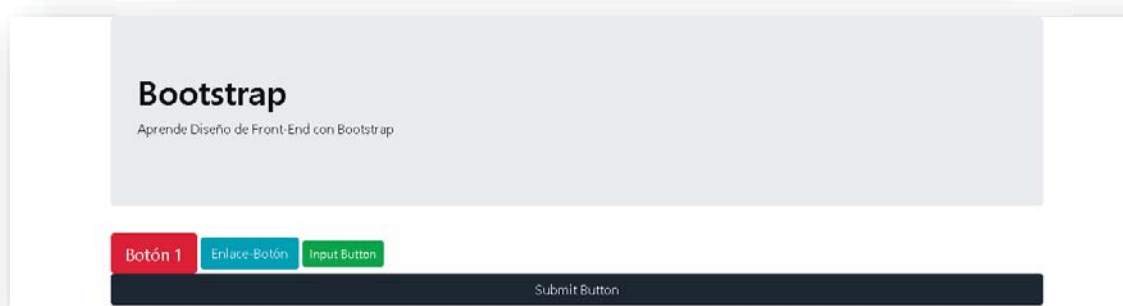 Bootstrap
Aprende Diseño de Front-End con Bootstrap
Botón 1 Enlace-Botón Input Button
Submit Button